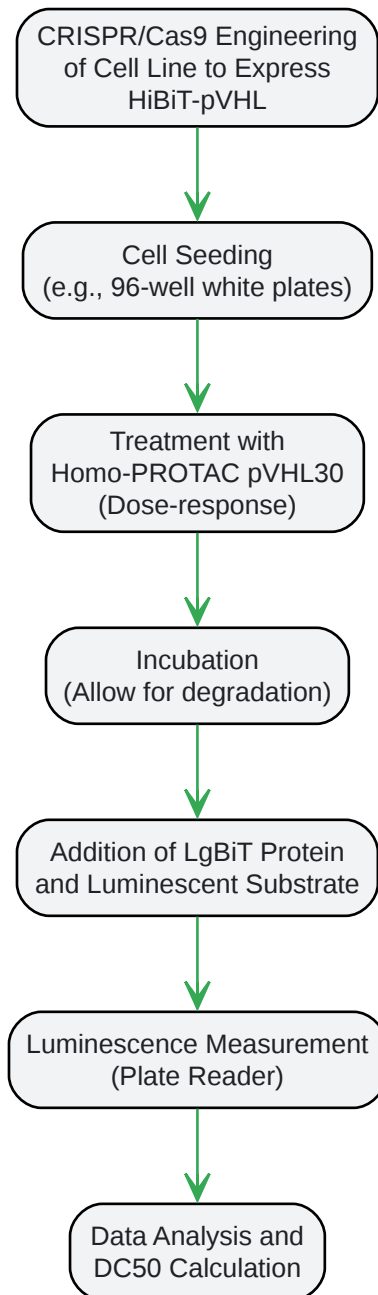 CRISPR/Cas9 Engineering
of Cell Line to Express
HiBiT-pVHL
Cell Seeding
(e.g., 96-well white plates)
Treatment with
Homo-PROTAC pVHL30
(Dose-response)
Incubation
(Allow for degradation)
Addition of LgBiT Protein
and Luminescent Substrate
Luminescence Measurement
(Plate Reader)
Data Analysis and
DC50 Calculation